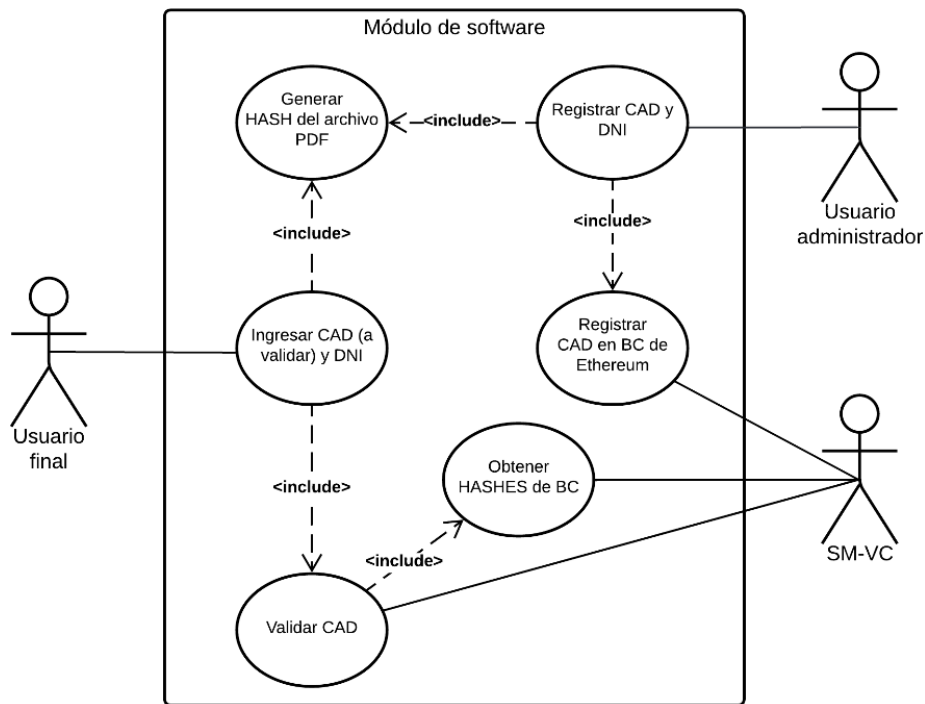 Módulo de software
Generar
HASH del archivo
PDF
<include>
Registrar CAD y
DNI
Usuario
administrador
<include>
<include>
Ingresar CAD (a
validar) y DNI
Registrar
CAD en BC de
Ethereum
Usuario
final
<include>
Obtener
HASHES de BC
<include>
SM-VC
Validar CAD